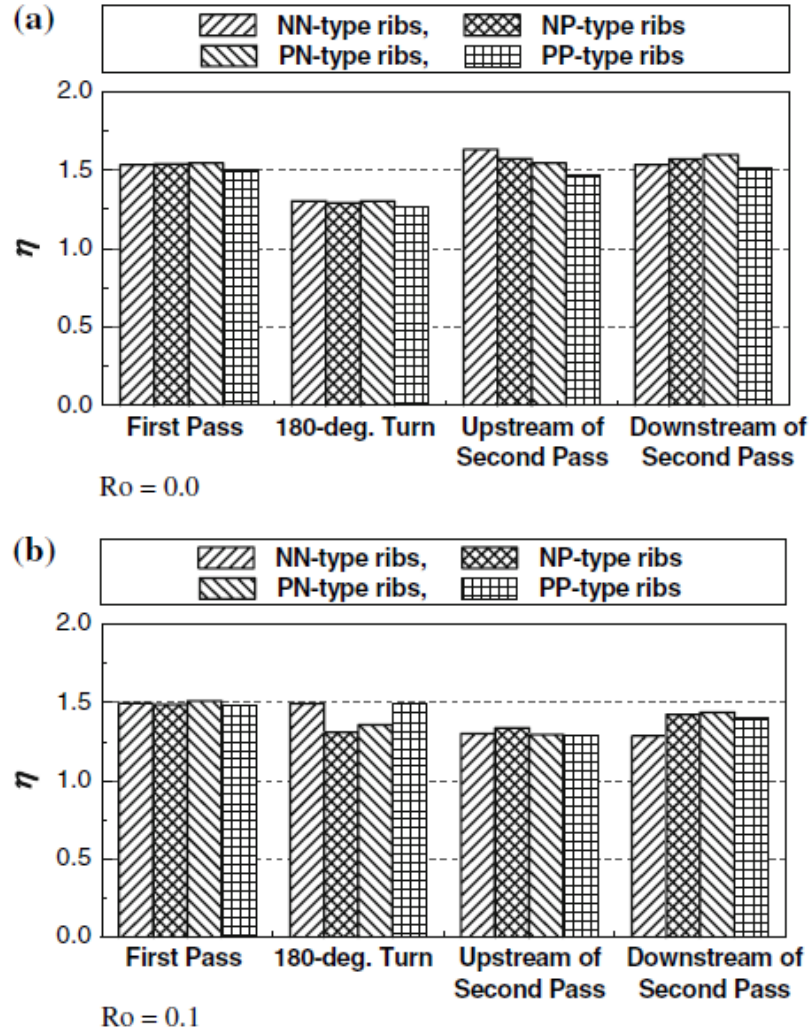 (a)
NN-type ribs, NP-type ribs
PN-type ribs, PP-type ribs
2.0
1.5
1.0
0.5
0.0
η
First Pass 180-deg. Turn Upstream of Downstream of
Second Pass Second Pass
Ro = 0.0
(b)
NN-type ribs, NP-type ribs
PN-type ribs, PP-type ribs
2.0
1.5
1.0
0.5
0.0
η
First Pass 180-deg. Turn Upstream of Downstream of
Second Pass Second Pass
Ro = 0.1